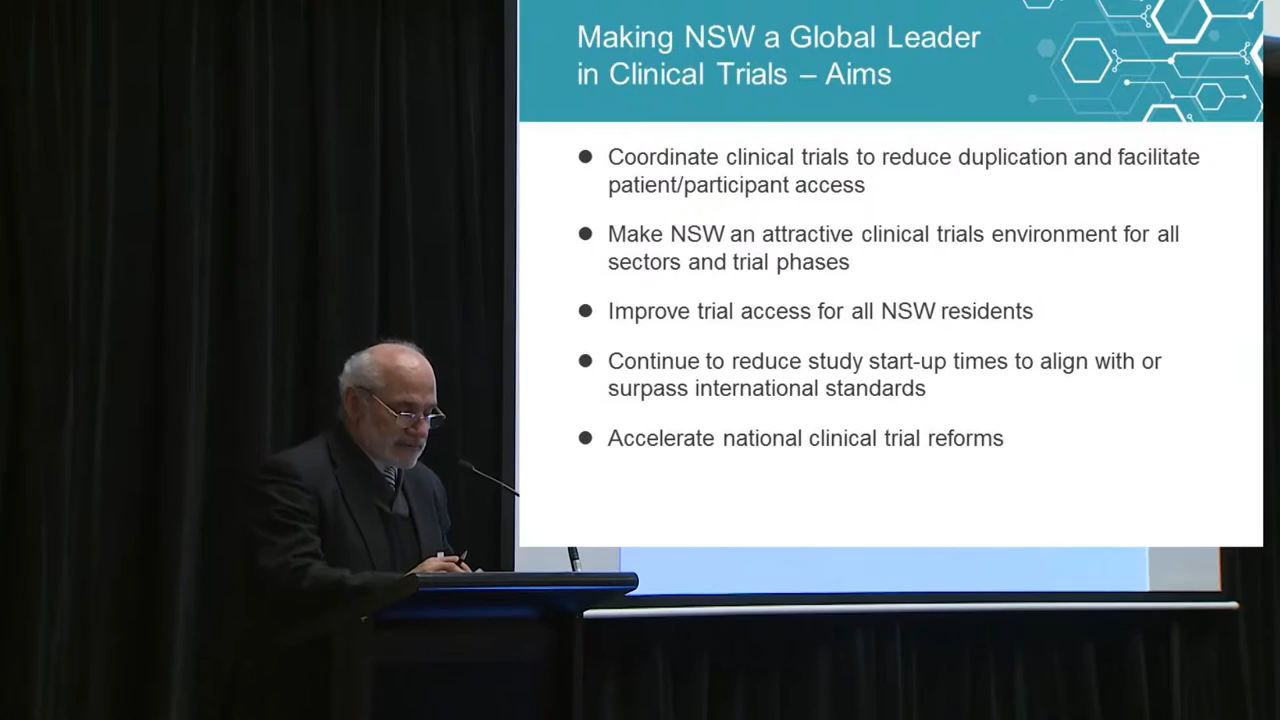 Making NSW a Global Leader
in Clinical Trials – Aims
● Coordinate clinical trials to reduce duplication and facilitate
patient/participant access
● Make NSW an attractive clinical trials environment for all
sectors and trial phases
● Improve trial access for all NSW residents
● Continue to reduce study start-up times to align with or
surpass international standards
● Accelerate national clinical trial reforms